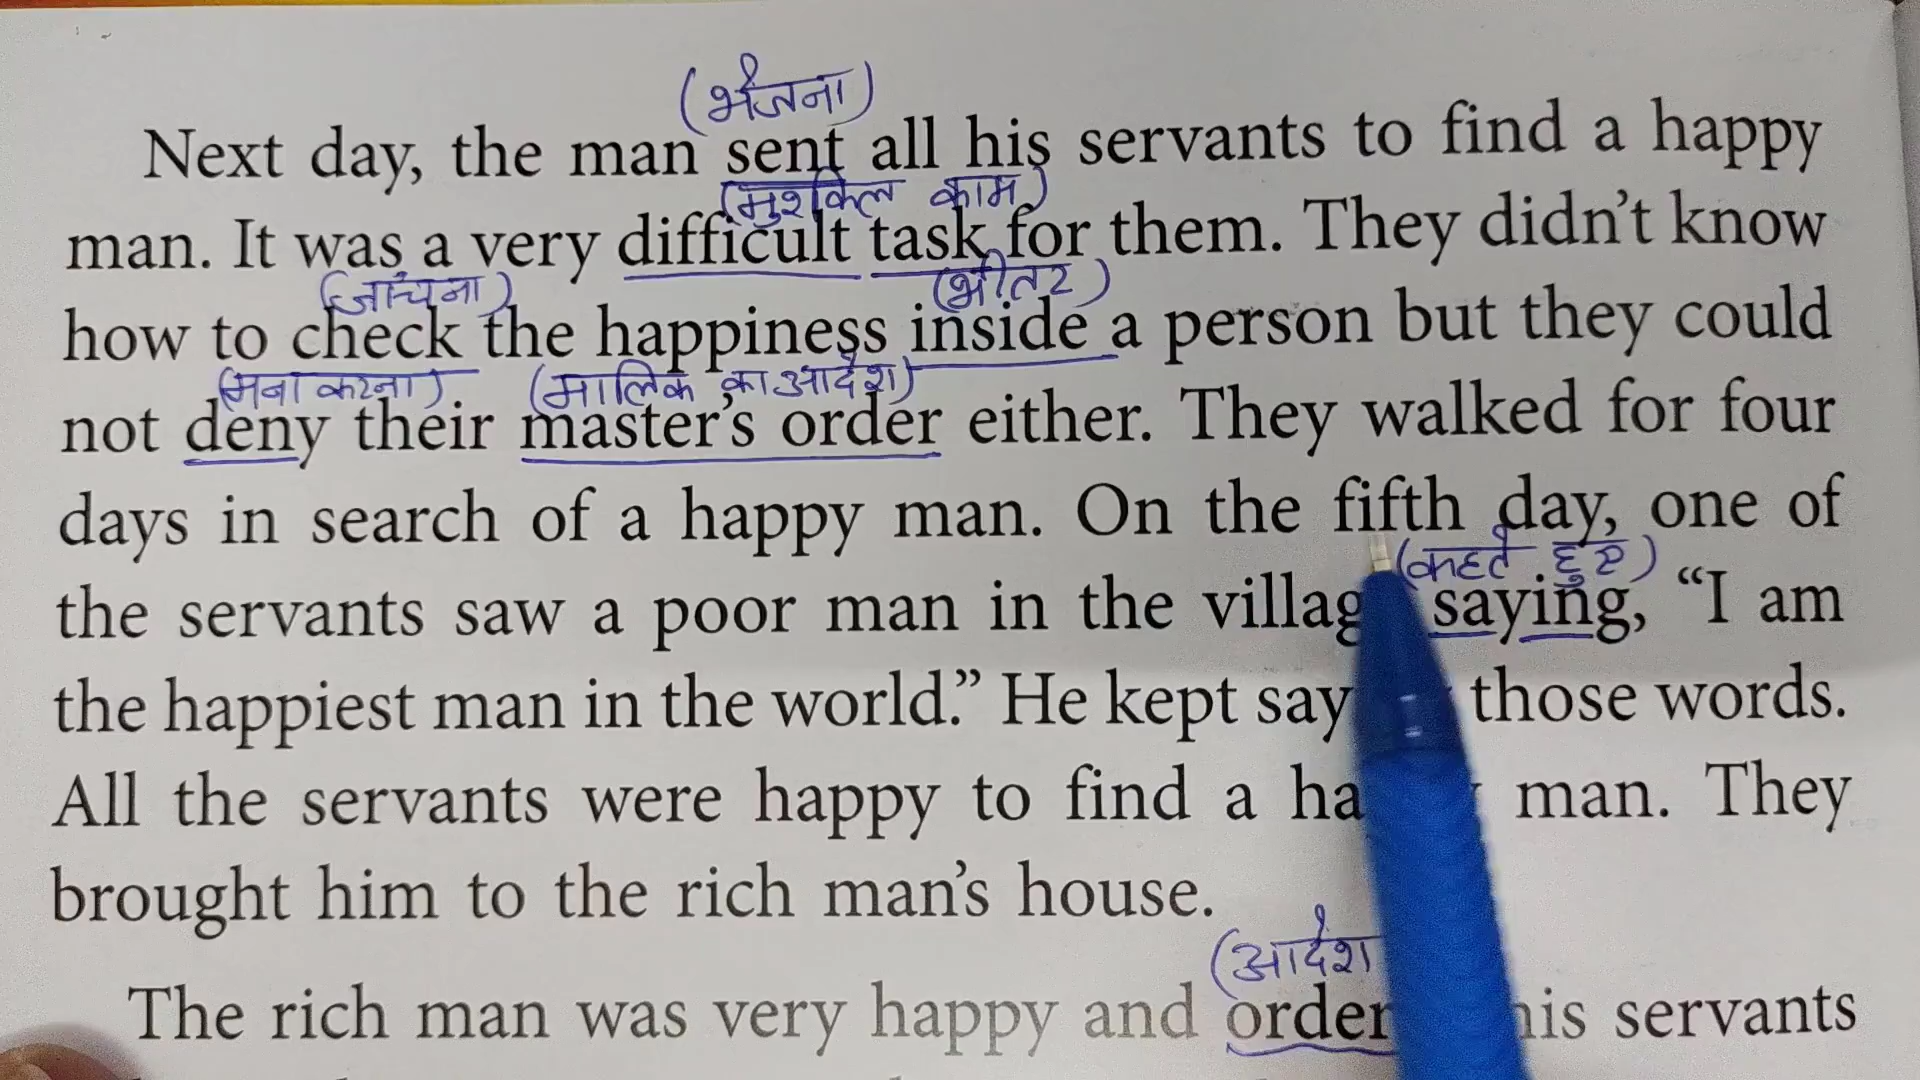 (भेजना)
Next day, the man sent all his servants to find a happy
(मुश्किल काम)
man. It was a very difficult task for them. They didn't know
(जांचना) (भीतर)
how to check the happiness inside a person but they could
(मना करना) (मालिक का आदेश)
not deny their master's order either. They walked for four
days in search of a happy man. On the fifth day, one of
(कहते हुए)
the servants saw a poor man in the villag saying, “I am
the happiest man in the world.” He kept say those words.
All the servants were happy to find a ha man. They
brought him to the rich man's house.
(आदेश
The rich man was very happy and order his servants